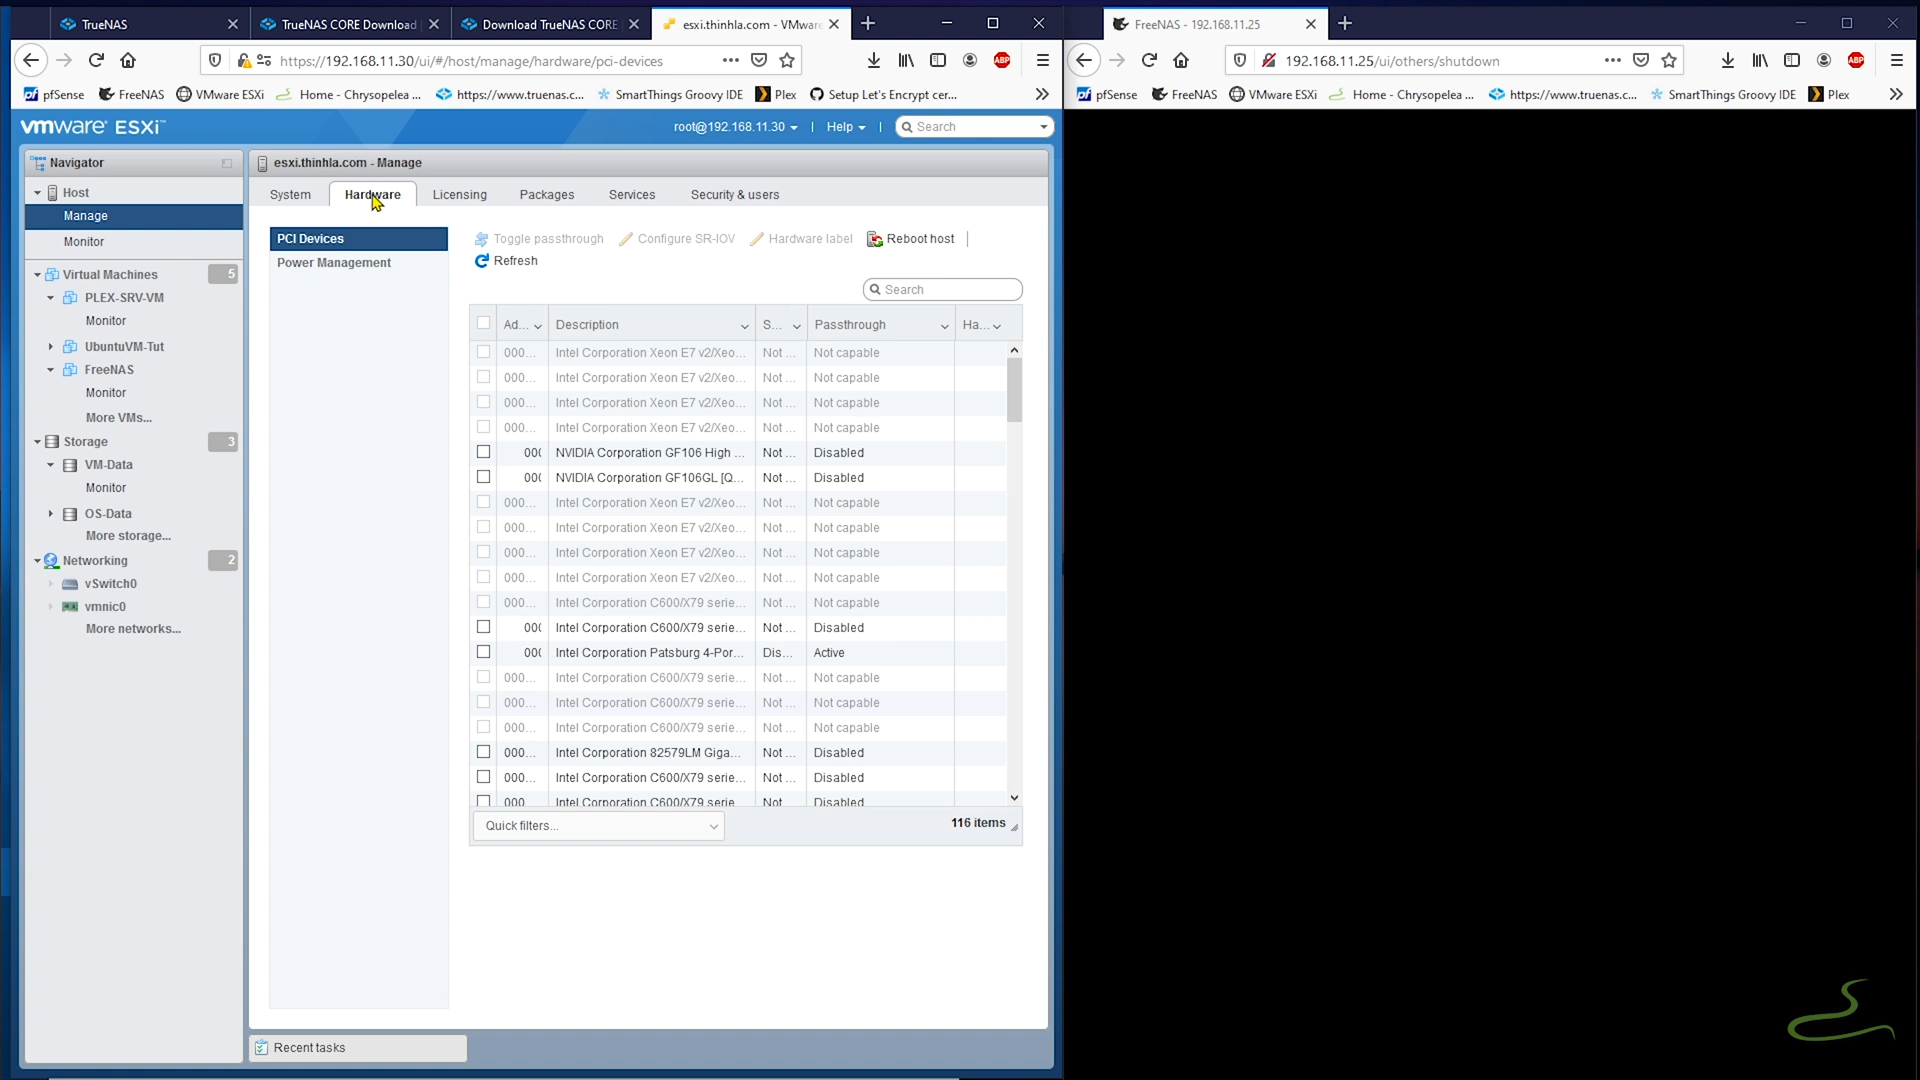 TrueNAS
TrueNAS CORE Download
Download TrueNAS CORE
esxi.thinhla.com - VMware
https://192.168.11.30/ui/#/host/manage/hardware/pci-devices
pfSense
FreeNAS
VMware ESXi
Home - Chrysopelea ...
https://www.truenas.c...
SmartThings Groovy IDE
Plex
Setup Let's Encrypt cer...
vmware ESXi™
root@192.168.11.30
|
Help
|
Search
Navigator
Host
Manage
Monitor
Virtual Machines
5
PLEX-SRV-VM
Monitor
UbuntuVM-Tut
FreeNAS
Monitor
More VMs...
Storage
3
VM-Data
Monitor
OS-Data
More storage...
Networking
2
vSwitch0
vmnic0
More networks...
esxi.thinhla.com - Manage
System
Hardware
Licensing
Packages
Services
Security & users
PCI Devices
Power Management
Toggle passthrough
Configure SR-IOV
Hardware label
Reboot host
|
Refresh
Search
Ad... Description S... Passthrough Ha...
000... Intel Corporation Xeon E7 v2/Xeo... Not ... Not capable
000... Intel Corporation Xeon E7 v2/Xeo... Not ... Not capable
000... Intel Corporation Xeon E7 v2/Xeo... Not ... Not capable
000... Intel Corporation Xeon E7 v2/Xeo... Not ... Not capable
000 NVIDIA Corporation GF106 High ... Not ... Disabled
000 NVIDIA Corporation GF106GL [Q... Not ... Disabled
000... Intel Corporation Xeon E7 v2/Xeo... Not ... Not capable
000... Intel Corporation Xeon E7 v2/Xeo... Not ... Not capable
000... Intel Corporation Xeon E7 v2/Xeo... Not ... Not capable
000... Intel Corporation Xeon E7 v2/Xeo... Not ... Not capable
000... Intel Corporation C600/X79 serie... Not ... Not capable
000 Intel Corporation C600/X79 serie... Not ... Disabled
000 Intel Corporation Patsburg 4-Por... Dis... Active
000... Intel Corporation C600/X79 serie... Not ... Not capable
000... Intel Corporation C600/X79 serie... Not ... Not capable
000... Intel Corporation C600/X79 serie... Not ... Not capable
000... Intel Corporation 82579LM Giga... Not ... Disabled
000... Intel Corporation C600/X79 serie... Not ... Disabled
000 Intel Corporation C600/X79 serie Not Disabled
Quick filters...
116 items
Recent tasks
FreeNAS - 192.168.11.25
192.168.11.25/ui/others/shutdown
ABP
pfSense
FreeNAS
VMware ESXi
Home - Chrysopelea ...
https://www.truenas.c...
SmartThings Groovy IDE
Plex